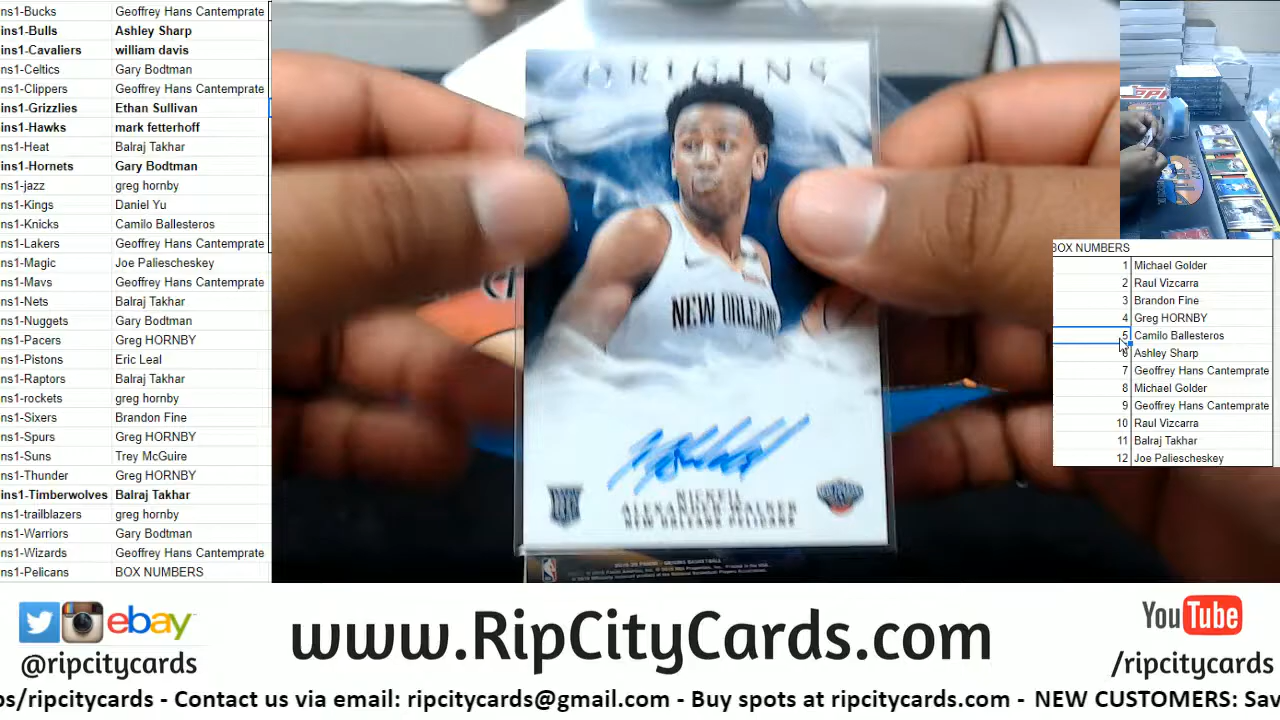 ns1-Bucks Geoffrey Hans Cantemprate
ins1-Bulls Ashley Sharp
ins1-Cavaliers william davis
ns1-Celtics Gary Bodtman
ns1-Clippers Geoffrey Hans Cantemprate
ins1-Grizzlies Ethan Sullivan
ins1-Hawks mark fetterhoff
ns1-Heat Balraj Takhar
ins1-Hornets Gary Bodtman
ns1-jazz greg hornby
ns1-Kings Daniel Yu
ns1-Knicks Camilo Ballesteros
ns1-Lakers Geoffrey Hans Cantemprate
ns1-Magic Joe Paliescheskey
ns1-Mavs Geoffrey Hans Cantemprate
ns1-Nets Balraj Takhar
ns1-Nuggets Gary Bodtman
ns1-Pacers Greg HORNBY
ns1-Pistons Eric Leal
ns1-Raptors Balraj Takhar
ns1-rockets greg hornby
ns1-Sixers Brandon Fine
ns1-Spurs Greg HORNBY
ns1-Suns Trey McGuire
ns1-Thunder Greg HORNBY
ins1-Timberwolves Balraj Takhar
ns1-trailblazers greg hornby
ns1-Warriors Gary Bodtman
ns1-Wizards Geoffrey Hans Cantemprate
ns1-Pelicans BOX NUMBERS
ORIGINS
NEW ORLEANS
NICKEIL
ALEXANDER-WALKER
NEW ORLEANS PELICANS
BOX NUMBERS
1 Michael Golder
2 Raul Vizcarra
3 Brandon Fine
4 Greg HORNBY
5 Camilo Ballesteros
6 Ashley Sharp
7 Geoffrey Hans Cantemprate
8 Michael Golder
9 Geoffrey Hans Cantemprate
10 Raul Vizcarra
11 Balraj Takhar
12 Joe Paliescheskey
ebay
@ripcitycards
www.RipCityCards.com
YouTube
/ripcitycards
os/ripcitycards - Contact us via email: ripcitycards@gmail.com - Buy spots at ripcitycards.com - NEW CUSTOMERS: Sav